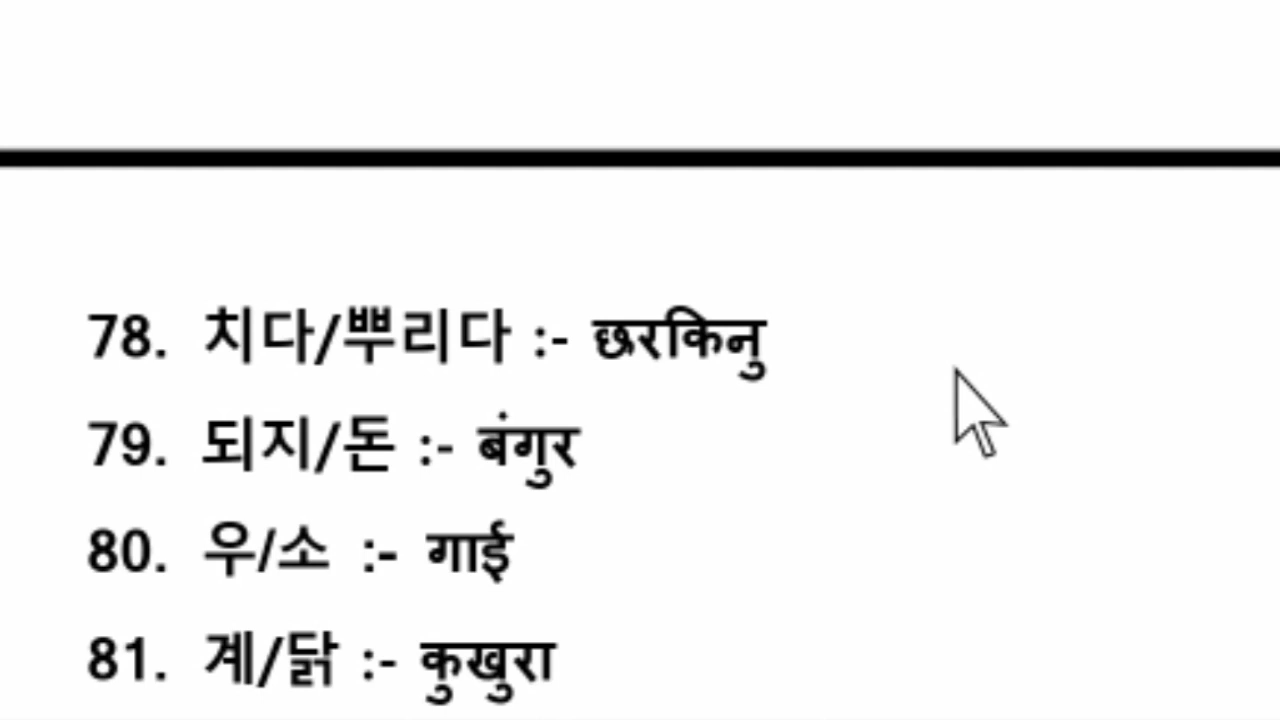 78. 치다/뿌리다 :- छरकिनु
79. 되지/돈 :- बंगुर
80. 우/소 :- गाई
81. 계/닭 :- कुखुरा